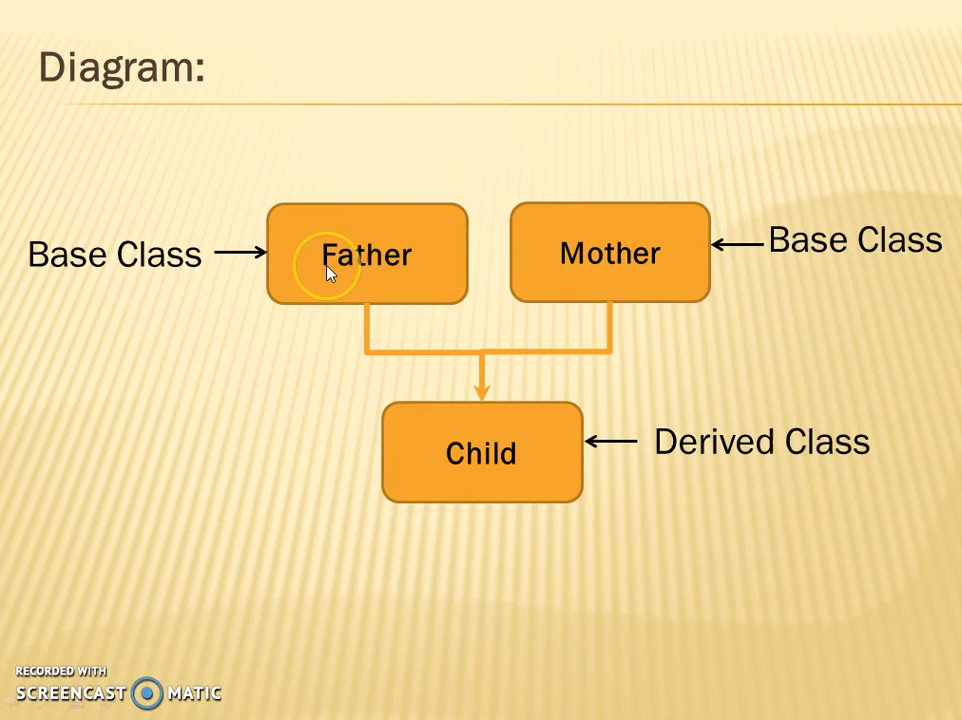 Diagram:
Base Class
Father
Mother
Base Class
Child
Derived Class
RECORDED WITH
SCREENCAST MATIC